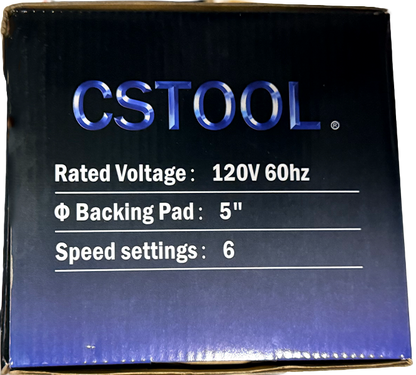 CSTOOL®
Rated Voltage: 120V 60hz
Φ Backing Pad: 5"
Speed settings: 6